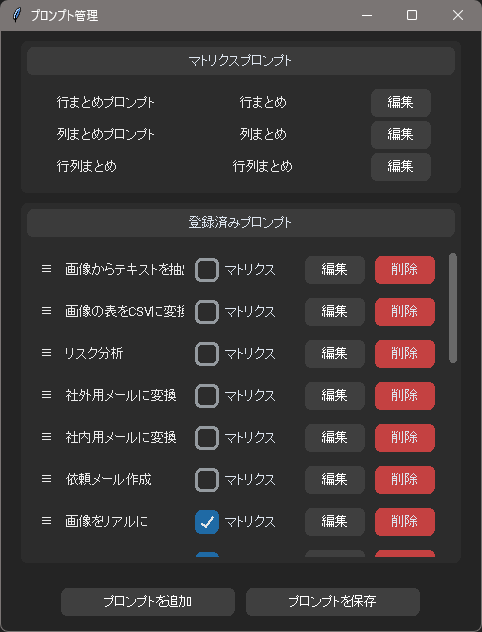 プロンプト管理
マトリクスプロンプト
行まとめプロンプト 行まとめ 編集
列まとめプロンプト 列まとめ 編集
行列まとめ 行列まとめ 編集
登録済みプロンプト
画像からテキストを抽 マトリクス 編集 削除
画像の表をCSVに変換 マトリクス 編集 削除
リスク分析 マトリクス 編集 削除
社外用メールに変換 マトリクス 編集 削除
社内用メールに変換 マトリクス 編集 削除
依頼メール作成 マトリクス 編集 削除
画像をリアルに マトリクス 編集 削除
プロンプトを追加 プロンプトを保存